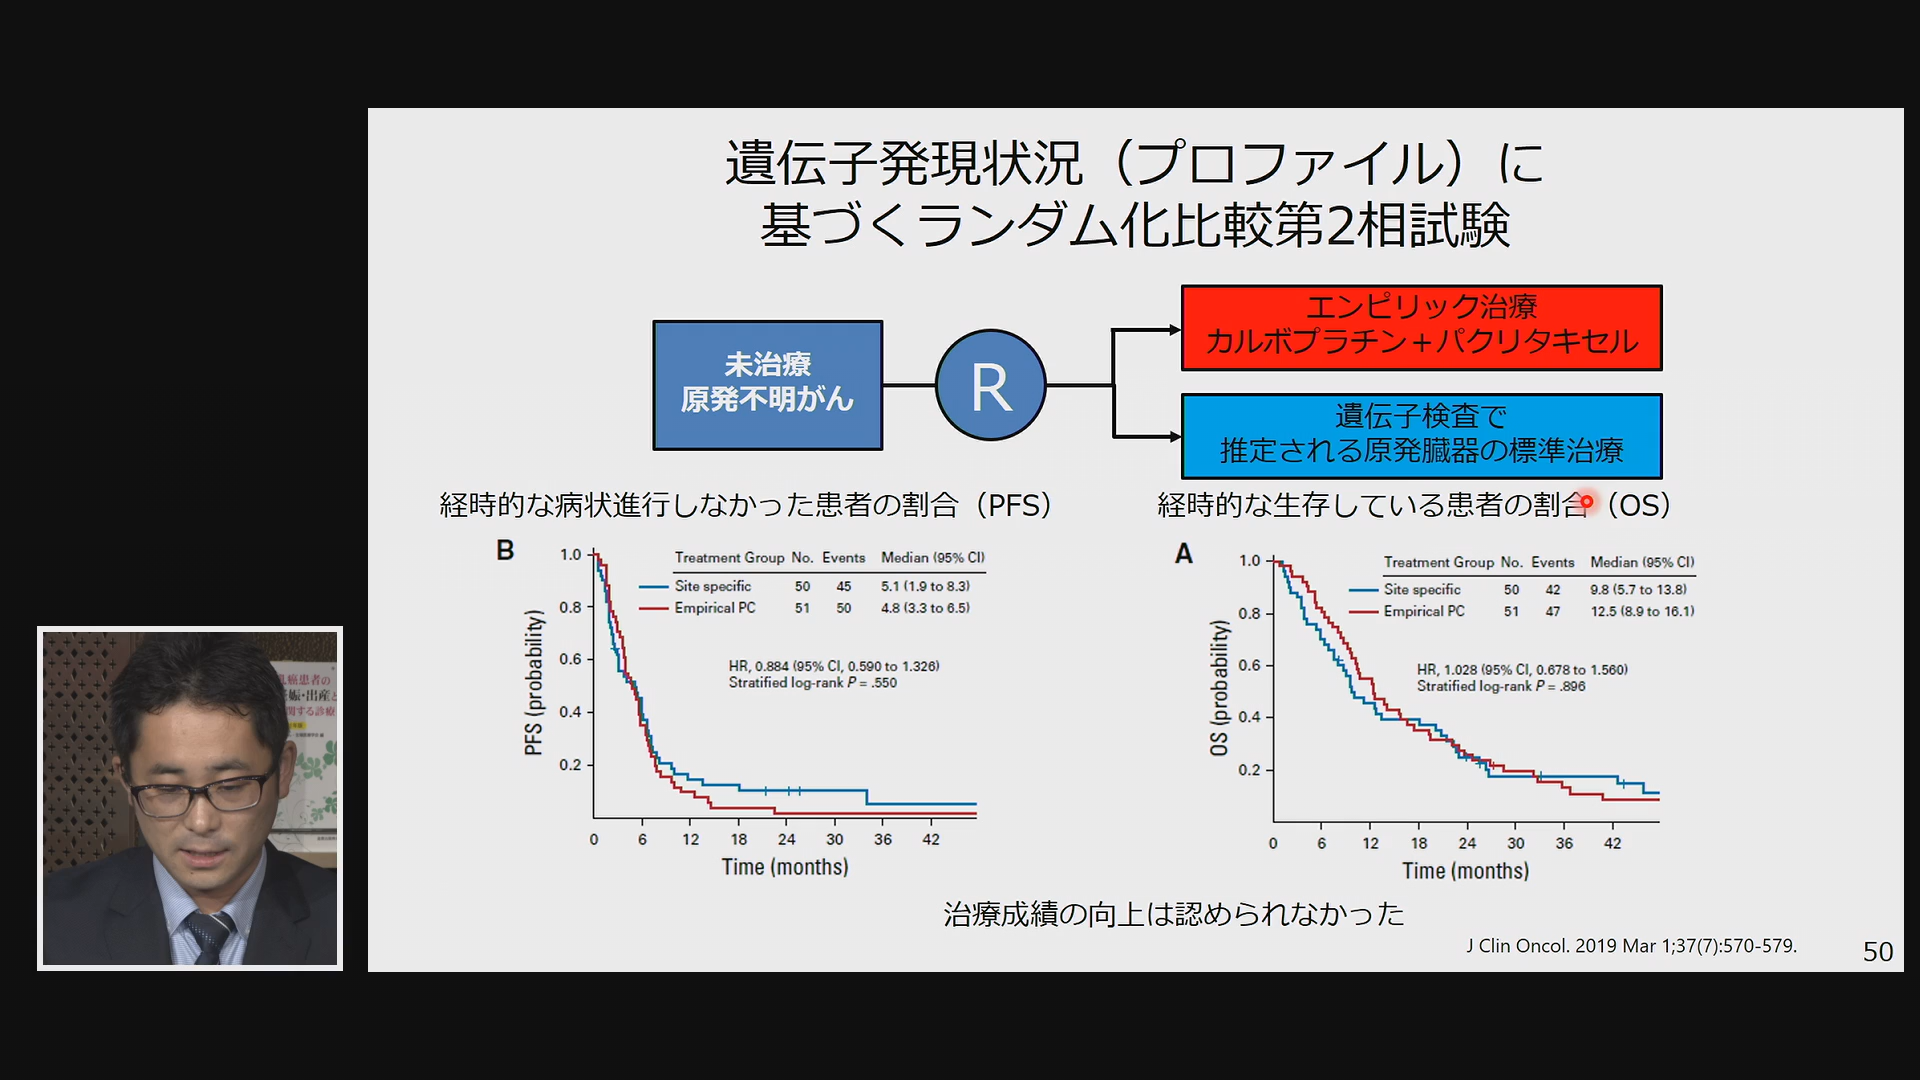 遺伝子発現状況（プロファイル）に
基づくランダム化比較第2相試験
未治療
原発不明がん
R
エンピリック治療
カルボプラチン＋パクリタキセル
遺伝子検査で
推定される原発臓器の標準治療
経時的な病状進行しなかった患者の割合（PFS）
B
Treatment Group No. Events Median (95% CI)
Site specific 50 45 5.1 (1.9 to 8.3)
Empirical PC 51 50 4.8 (3.3 to 6.5)
HR, 0.884 (95% CI, 0.590 to 1.326)
Stratified log-rank P = .550
PFS (probability)
1.0
0.8
0.6
0.4
0.2
0 6 12 18 24 30 36 42
Time (months)
経時的な生存している患者の割合（OS）
A
Treatment Group No. Events Median (95% CI)
Site specific 50 42 9.8 (5.7 to 13.8)
Empirical PC 51 47 12.5 (8.9 to 16.1)
HR, 1.028 (95% CI, 0.678 to 1.560)
Stratified log-rank P = .896
OS (probability)
1.0
0.8
0.6
0.4
0.2
0 6 12 18 24 30 36 42
Time (months)
治療成績の向上は認められなかった
J Clin Oncol. 2019 Mar 1;37(7):570-579.
50
癌患者の
娠・出産と
関する診療